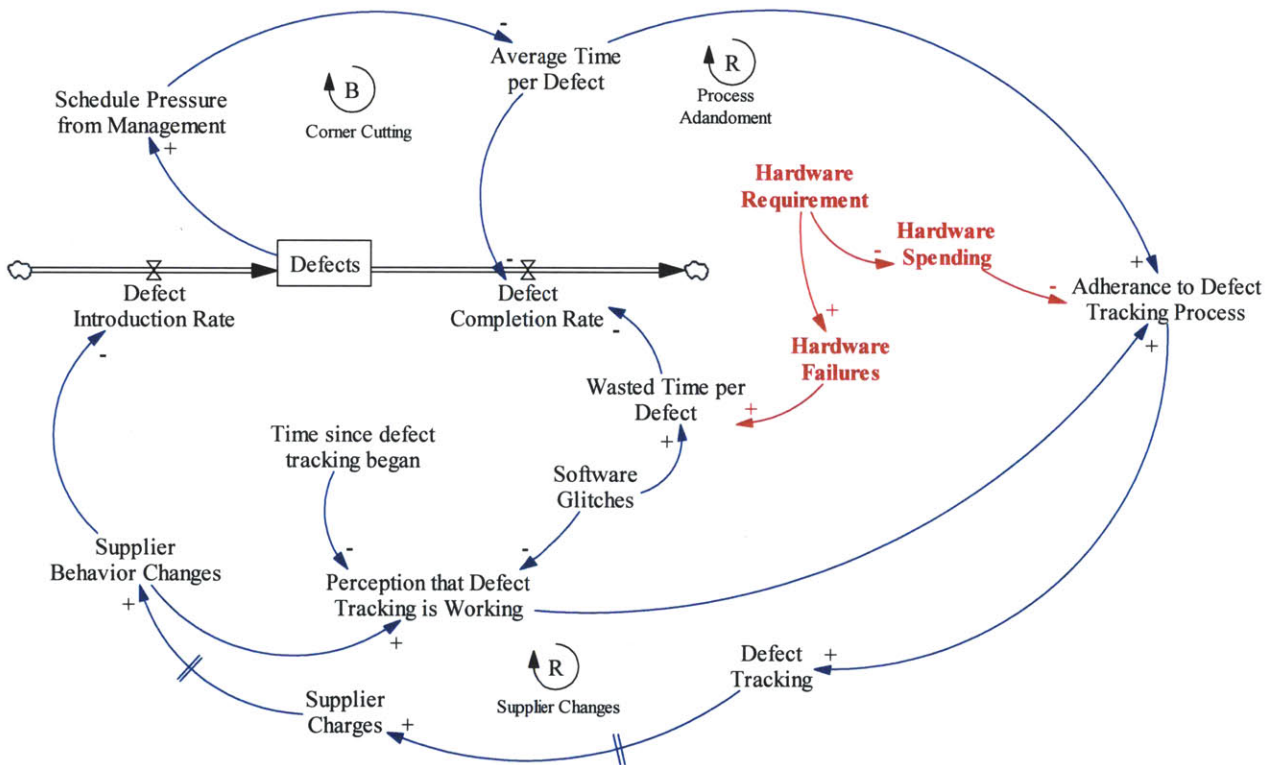 -
Average Time
per Defect
B
Corner Cutting
R
Process
Adandoment
Schedule Pressure
from Management
+
Hardware
Requirement
-
Hardware
Spending
-
+
Adherance to Defect
Tracking Process
+
Defects
-
Defect
Introduction Rate
-
Defect
Completion Rate
-
+
Hardware
Failures
+
Wasted Time per
Defect
+
Time since defect
tracking began
Software
Glitches
-
-
Supplier
Behavior Changes
+
Perception that Defect
Tracking is Working
+
R
Supplier Changes
Defect
Tracking
+
Supplier
Charges
+